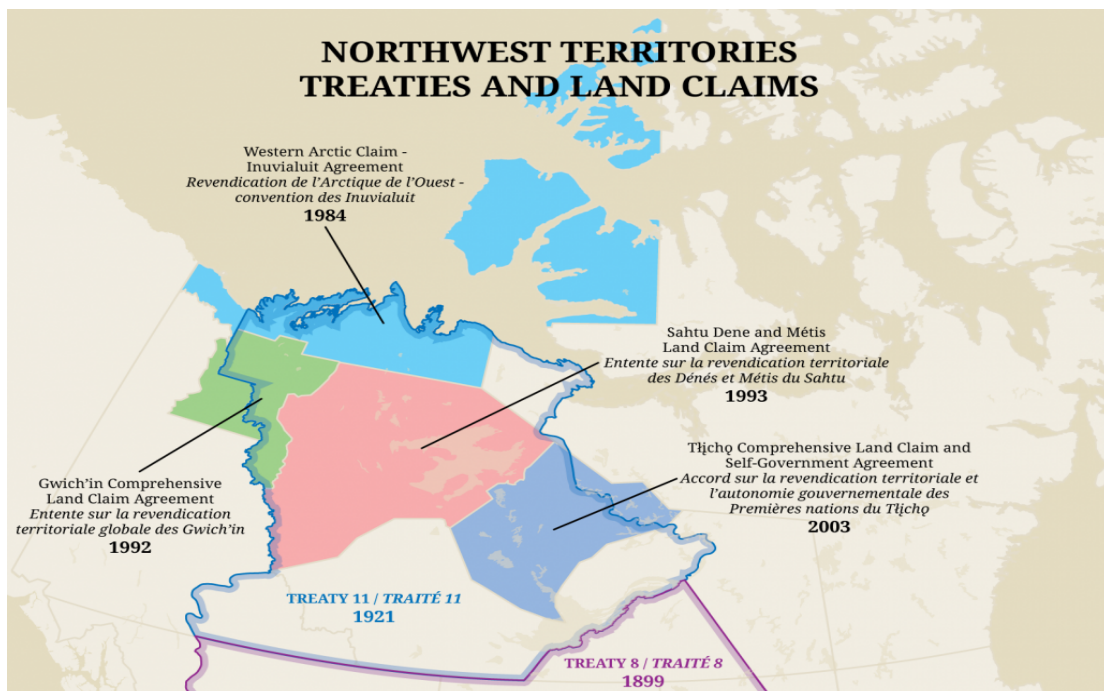 NORTHWEST TERRITORIES
TREATIES AND LAND CLAIMS
Western Arctic Claim -
Inuvialuit Agreement
Revendication de l'Arctique de l'Ouest -
convention des Inuvialuit
1984
Sahtu Dene and Métis
Land Claim Agreement
Entente sur la revendication territoriale
des Dénés et Métis du Sahtu
1993
Tłı̨chǫ Comprehensive Land Claim and
Self-Government Agreement
Accord sur la revendication territoriale et
l'autonomie gouvernementale des
Premières nations du Tłı̨chǫ
2003
Gwich'in Comprehensive
Land Claim Agreement
Entente sur la revendication
territoriale globale des Gwich'in
1992
TREATY 11 / TRAITÉ 11
1921
TREATY 8 / TRAITÉ 8
1899